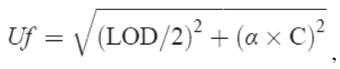 Uf = √((LOD/2)² + (α × C)²) ,